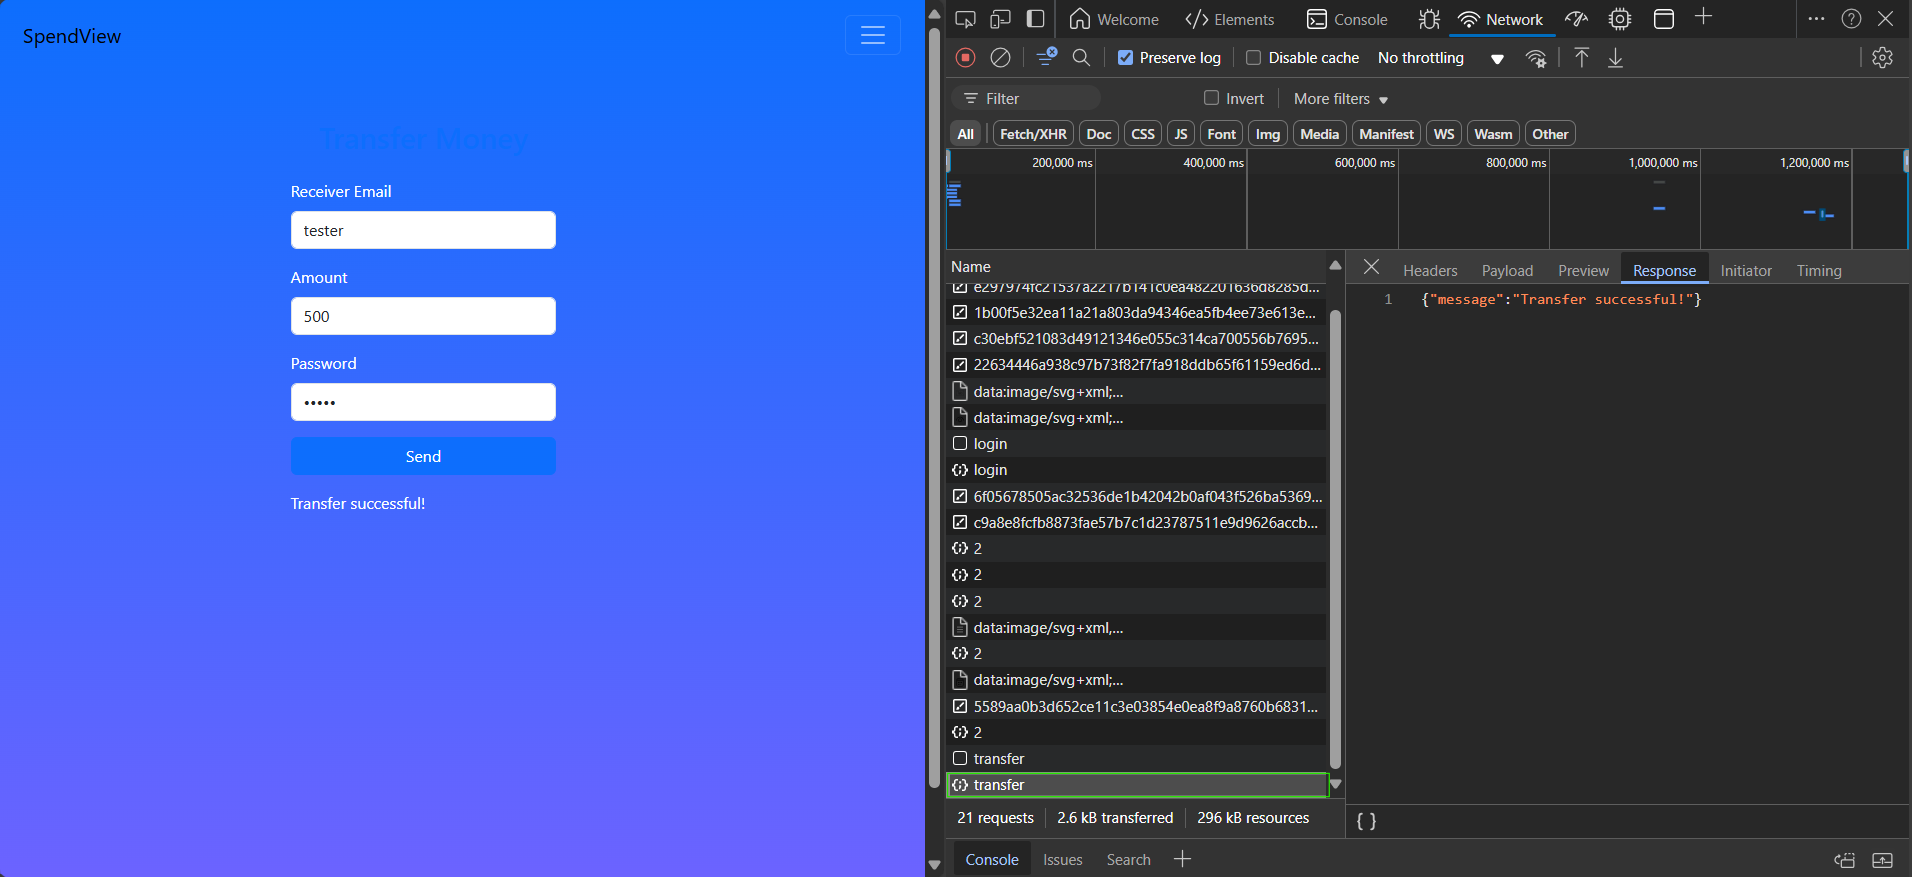 SpendView
Transfer Money
Receiver Email
tester
Amount
500
Password
•••••
Send
Transfer successful!
Welcome
Elements
Console
Network
Preserve log
Disable cache
No throttling
Filter
Invert
More filters
All
Fetch/XHR
Doc
CSS
JS
Font
Img
Media
Manifest
WS
Wasm
Other
200,000 ms
400,000 ms
600,000 ms
800,000 ms
1,000,000 ms
1,200,000 ms
Name
e297974fc21537a2217b141c0ea482201636d8285d...
1b00f5e32ea11a21a803da94346ea5fb4ee73e613e...
c30ebf521083d49121346e055c314ca700556b7695...
22634446a938c97b73f82f7fa918ddb65f61159ed6d...
data:image/svg+xml;...
data:image/svg+xml;...
login
login
6f05678505ac32536de1b42042b0af043f526ba5369...
c9a8e8fcfb8873fae57b7c1d23787511e9d9626accb...
2
2
2
data:image/svg+xml,...
2
data:image/svg+xml;...
5589aa0b3d652ce11c3e03854e0ea8f9a8760b6831...
2
transfer
transfer
21 requests
2.6 kB transferred
296 kB resources
Headers
Payload
Preview
Response
Initiator
Timing
1 {"message":"Transfer successful!"}
{ }
Console
Issues
Search